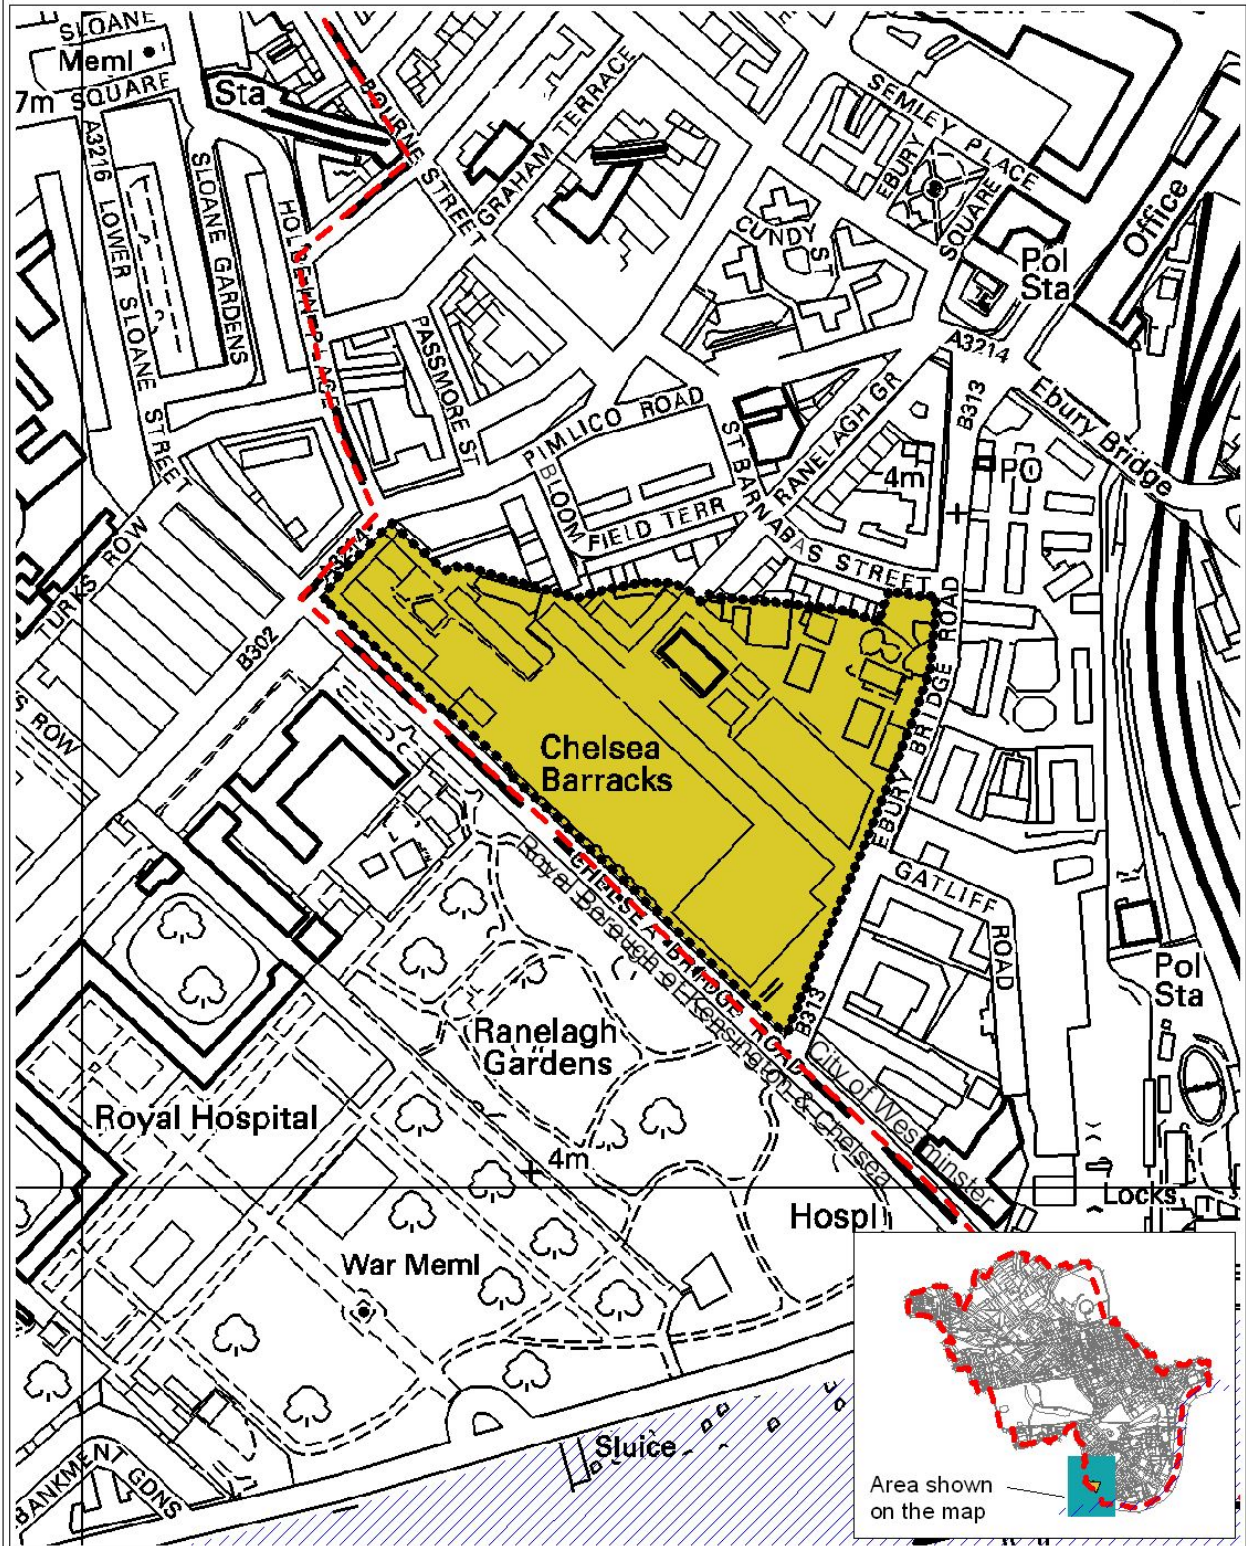 SLOANE
Meml
7m
SQUARE
Sta
BOURNE
STREET
GRAHAM TERRACE
SEMLEY PLACE
EBURY
SQUARE
CUNDY
ST
Pol
Sta
Office
A3216
LOWER SLOANE
STREET
SLOANE GARDENS
HOLBEIN PLACE
PASSMORE ST
PIMLICO ROAD
A3214
RANELAGH GR
B313
Ebury Bridge
ST BARNABAS STREET
BLOOM
FIELD TERR
4m
PO
TURKS ROW
B302
S ROW
EBURY BRIDGE ROAD
Chelsea
Barracks
CHELSEA BRIDGE ROAD
Royal Borough of Kensington & Chelsea
City of Westminster
B313
GATLIFF
ROAD
Pol
Sta
Ranelagh
Gardens
Royal Hospital
4m
Locks
Hospl
War Meml
Sluice
BANKMENT GDNS
Area shown
on the map